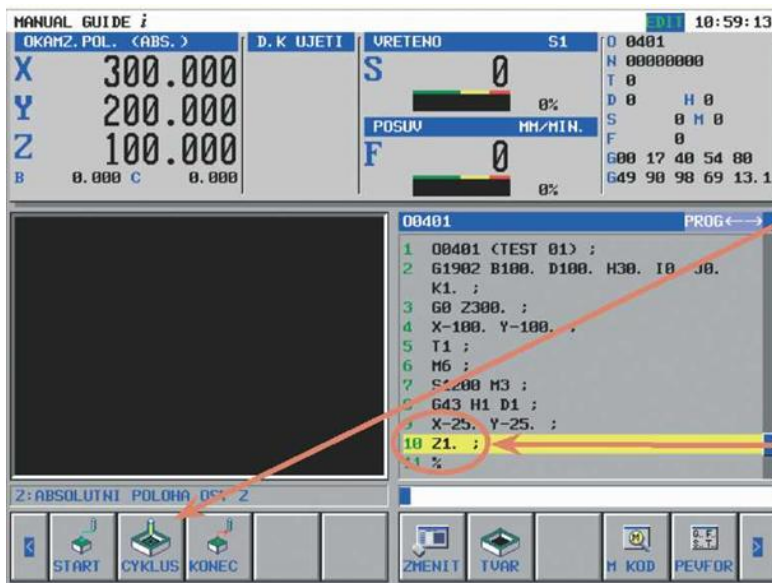 MANUAL GUIDE i EDIT 10:59:13
OKAMZ.POL. (ABS.) D.K UJETI VRETENO S1 O 0401
X 300.000 S 0 N 00000000
T 0
Y 200.000 0% D 0 H 0
POSUV MM/MIN. S 0 M 0
Z 100.000 F 0 F 0
G00 17 40 54 80
B 0.000 C 0.000 0% G49 90 98 69 13.1
O0401 PROG←→
1 O0401 (TEST 01) ;
2 G1902 B100. D100. H30. I0 J0.
K1. ;
3 G0 Z300. ;
4 X-100. Y-100. ;
5 T1 ;
6 M6 ;
7 S1200 M3 ;
8 G43 H1 D1 ;
9 X-25. Y-25. ;
10 Z1. ;
11 %
Z:ABSOLUTNI POLOHA OSY Z
START CYKLUS KONEC ZMENIT TVAR M KOD PEVFOR